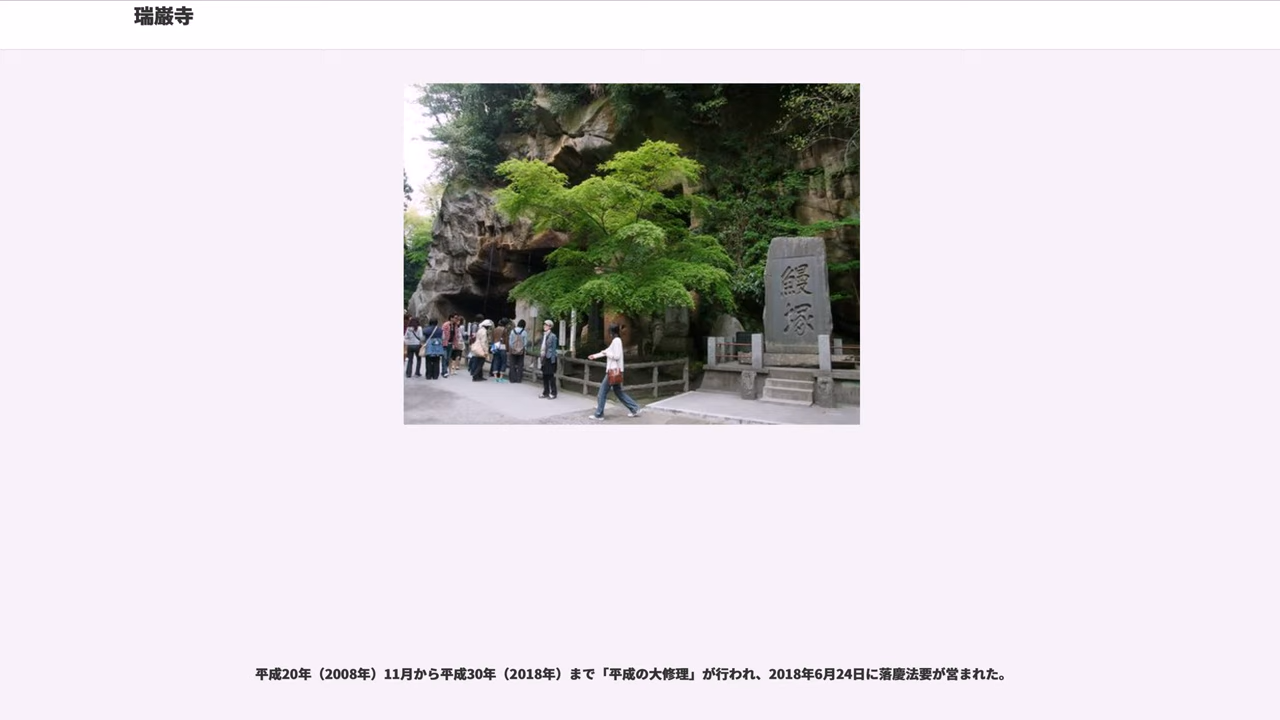 瑞巌寺
鰻
塚
平成20年（2008年）11月から平成30年（2018年）まで「平成の大修理」が行われ、2018年6月24日に落慶法要が営まれた。